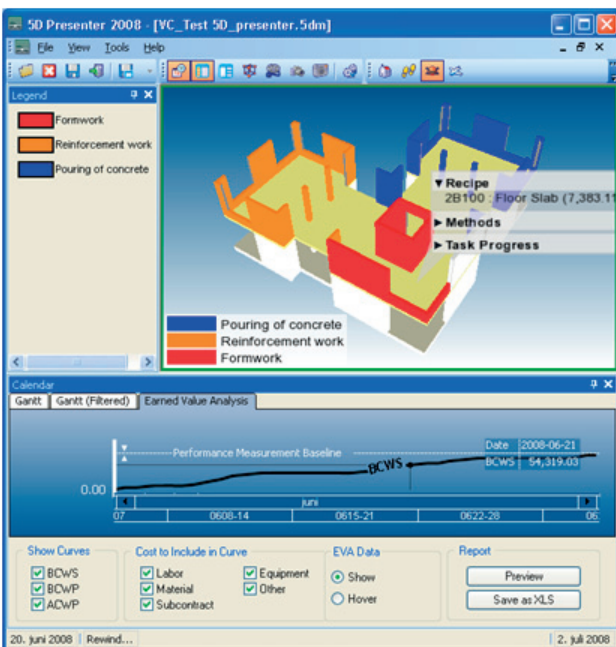 5D Presenter 2008 - [VC_Test 5D_presenter.5dm]
File View Tools Help
Legend
Formwork
Reinforcement work
Pouring of concrete
Recipe
2B100 : Floor Slab (7,383.11
Methods
Task Progress
Pouring of concrete
Reinforcement work
Formwork
Calendar
Gantt Gantt (Filtered) Earned Value Analysis
Performance Measurement Baseline
BCWS
Date 2008-06-21
BCWS 54,319.03
0.00
juni
07 0608-14 0615-21 0622-28 06
Show Curves
BCWS
BCWP
ACWP
Cost to Include in Curve
Labor
Material
Subcontract
Equipment
Other
EVA Data
Show
Hover
Report
Preview
Save as XLS
20. juni 2008 Rewind... 2. juli 2008